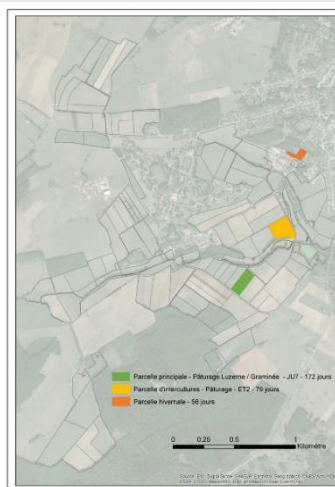 Parcelle principale - Pâturage Luzerne / Graminée - JU7 - 172 jours
Parcelle d'intercultures - Pâturage - ET2 - 79 jours
Parcelle hivernale - 56 jours
0 0.25 0.5 1
Kilomètre